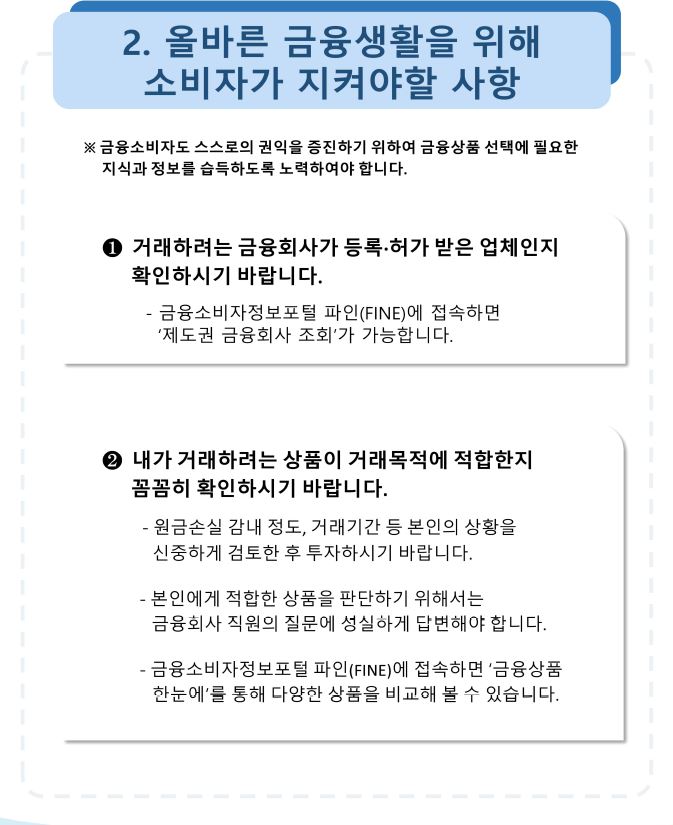 2. 올바른 금융생활을 위해
소비자가 지켜야할 사항
※ 금융소비자도 스스로의 권익을 증진하기 위하여 금융상품 선택에 필요한
지식과 정보를 습득하도록 노력하여야 합니다.
❶ 거래하려는 금융회사가 등록·허가 받은 업체인지
확인하시기 바랍니다.
- 금융소비자정보포털 파인(FINE)에 접속하면
‘제도권 금융회사 조회’가 가능합니다.
❷ 내가 거래하려는 상품이 거래목적에 적합한지
꼼꼼히 확인하시기 바랍니다.
- 원금손실 감내 정도, 거래기간 등 본인의 상황을
신중하게 검토한 후 투자하시기 바랍니다.
- 본인에게 적합한 상품을 판단하기 위해서는
금융회사 직원의 질문에 성실하게 답변해야 합니다.
- 금융소비자정보포털 파인(FINE)에 접속하면 ‘금융상품
한눈에’를 통해 다양한 상품을 비교해 볼 수 있습니다.